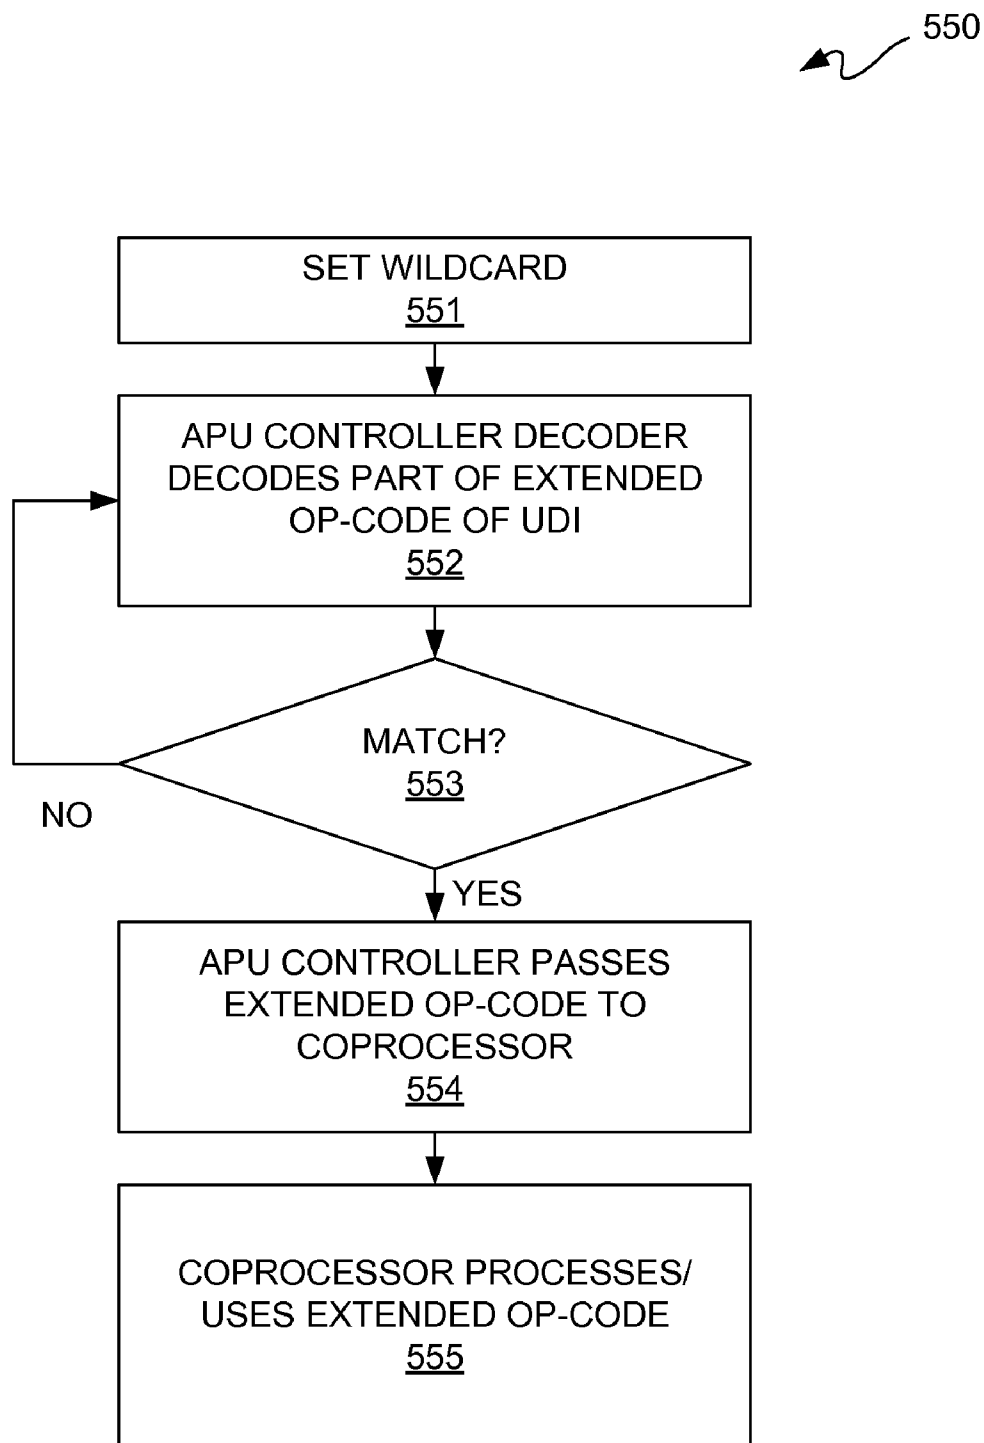 550
SET WILDCARD
551
APU CONTROLLER DECODER
DECODES PART OF EXTENDED
OP-CODE OF UDI
552
MATCH?
553
NO
YES
APU CONTROLLER PASSES
EXTENDED OP-CODE TO
COPROCESSOR
554
COPROCESSOR PROCESSES/
USES EXTENDED OP-CODE
555